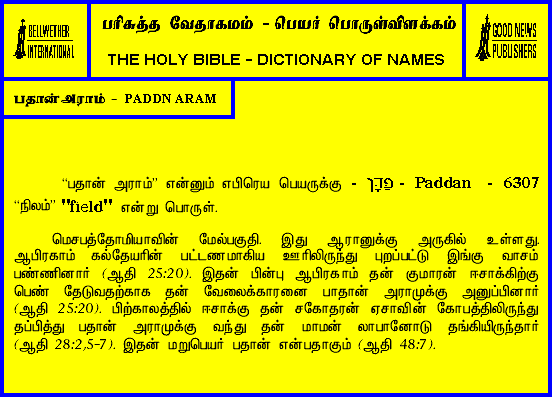 BELLWETHER
INTERNATIONAL
பரிசுத்த வேதாகமம் - பெயர் பொருள்விளக்கம்
THE HOLY BIBLE - DICTIONARY OF NAMES
GOOD NEWS
PUBLISHERS
பதான்அராம் - PADDN ARAM
“பதான் அராம்” என்னும் எபிரெய பெயருக்கு - פַּדָּן - Paddan - 6307
“நிலம்” "field" என்று பொருள்.
மெசபத்தோமியாவின் மேல்பகுதி. இது ஆரானுக்கு அருகில் உள்ளது.
ஆபிரகாம் கல்தேயரின் பட்டணமாகிய ஊரிலிருந்து புறப்பட்டு இங்கு வாசம்
பண்ணினார் (ஆதி 25:20). இதன் பின்பு ஆபிரகாம் தன் குமாரன் ஈசாக்கிற்கு
பெண் தேடுவதற்காக தன் வேலைக்காரனை பாதான் அராமுக்கு அனுப்பினார்
(ஆதி 25:20). பிற்காலத்தில் ஈசாக்கு தன் சகோதரன் ஏசாவின் கோபத்திலிருந்து
தப்பித்து பதான் அராமுக்கு வந்து தன் மாமன் லாபானோடு தங்கியிருந்தார்
(ஆதி 28:2,5-7). இதன் மறுபெயர் பதான் என்பதாகும் (ஆதி 48:7).